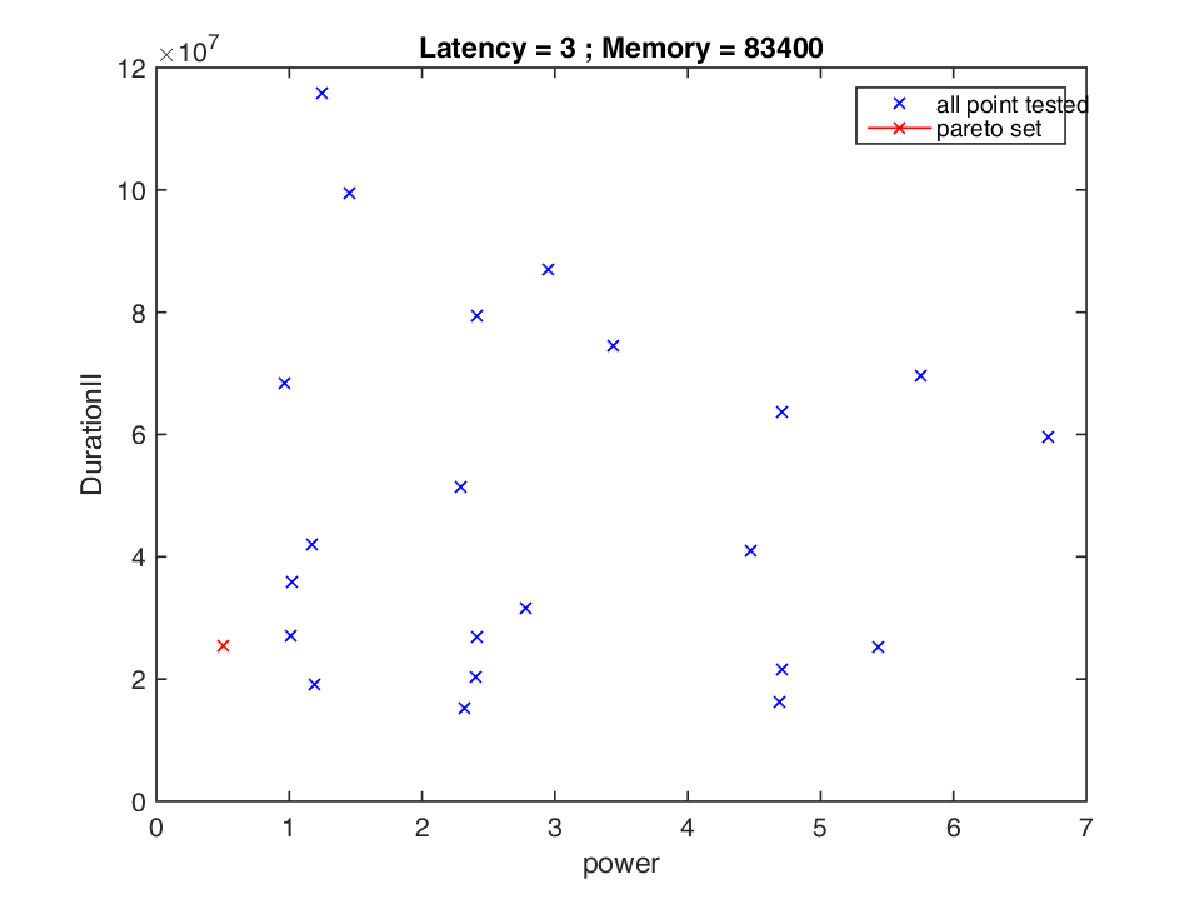 Latency = 3 ; Memory = 83400
×10^7
12
10
8
6
4
2
0
DurationII
0 1 2 3 4 5 6 7
power
all point tested
pareto set